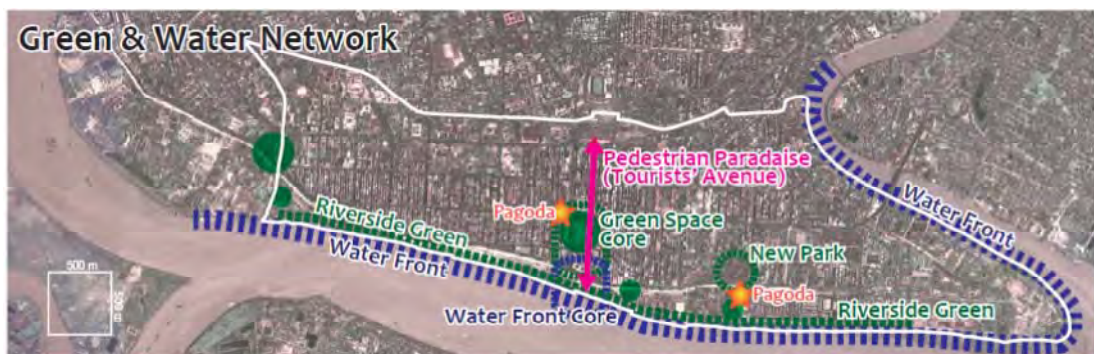 Green & Water Network
Pedestrian Paradise
(Tourists' Avenue)
Pagoda
Green Space
Core
Riverside Green
Water Front
Water Front
New Park
Pagoda
Water Front Core
Riverside Green
500 m
500 m